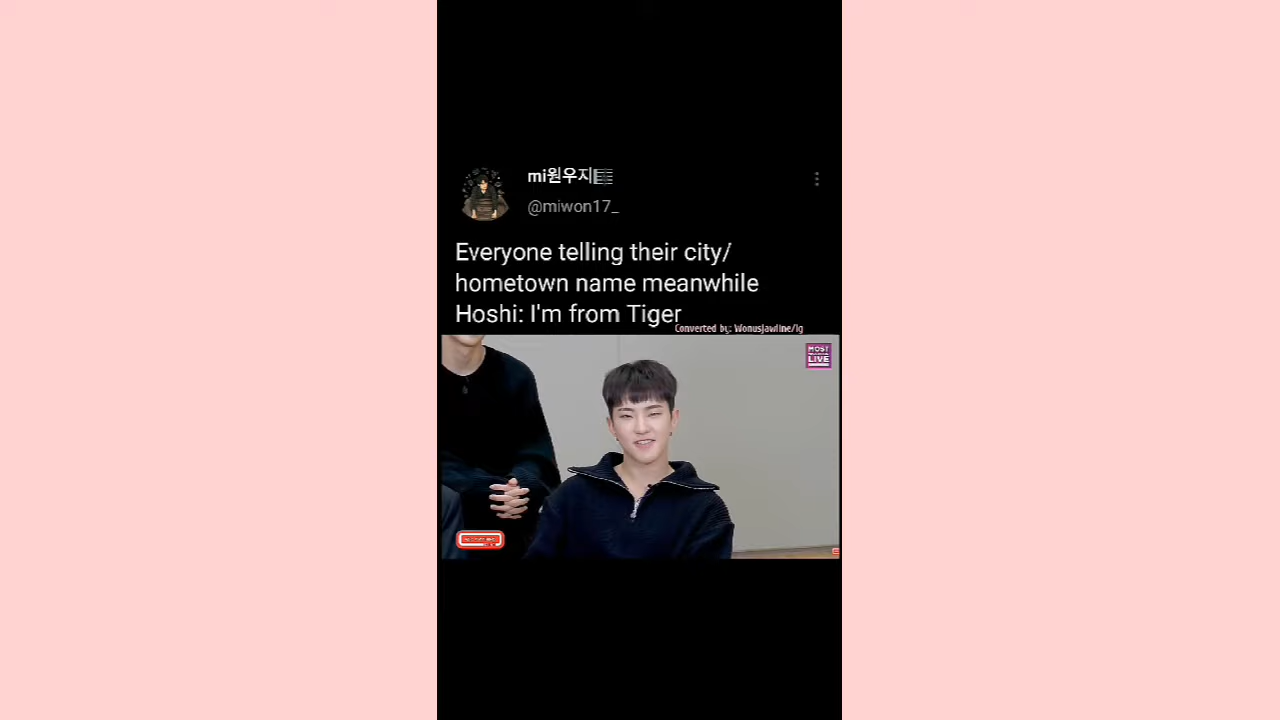 mi원우지
@miwon17_
Everyone telling their city/
hometown name meanwhile
Hoshi: I'm from Tiger
Converted by: Wonusjawline/Ig
MOST
LIVE